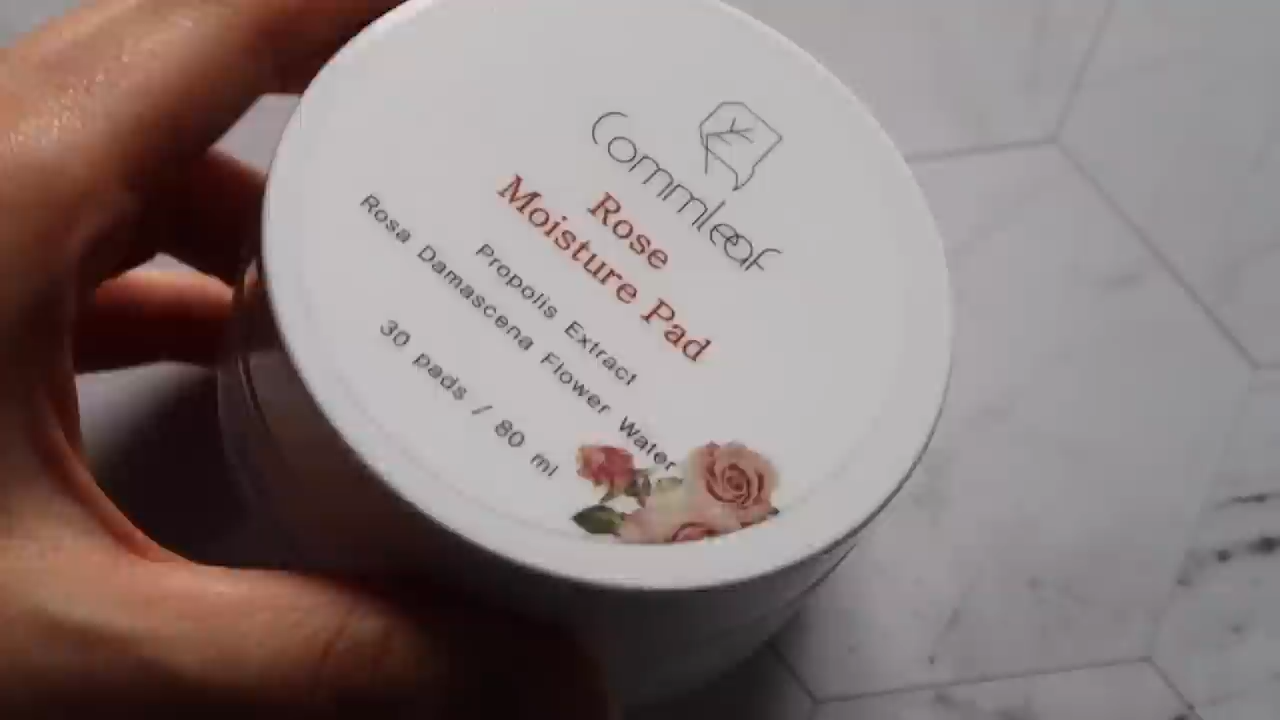 Commleaf
Rose
Moisture Pad
Propolis Extract
Rosa Damascena Flower Water
30 pads / 80 ml